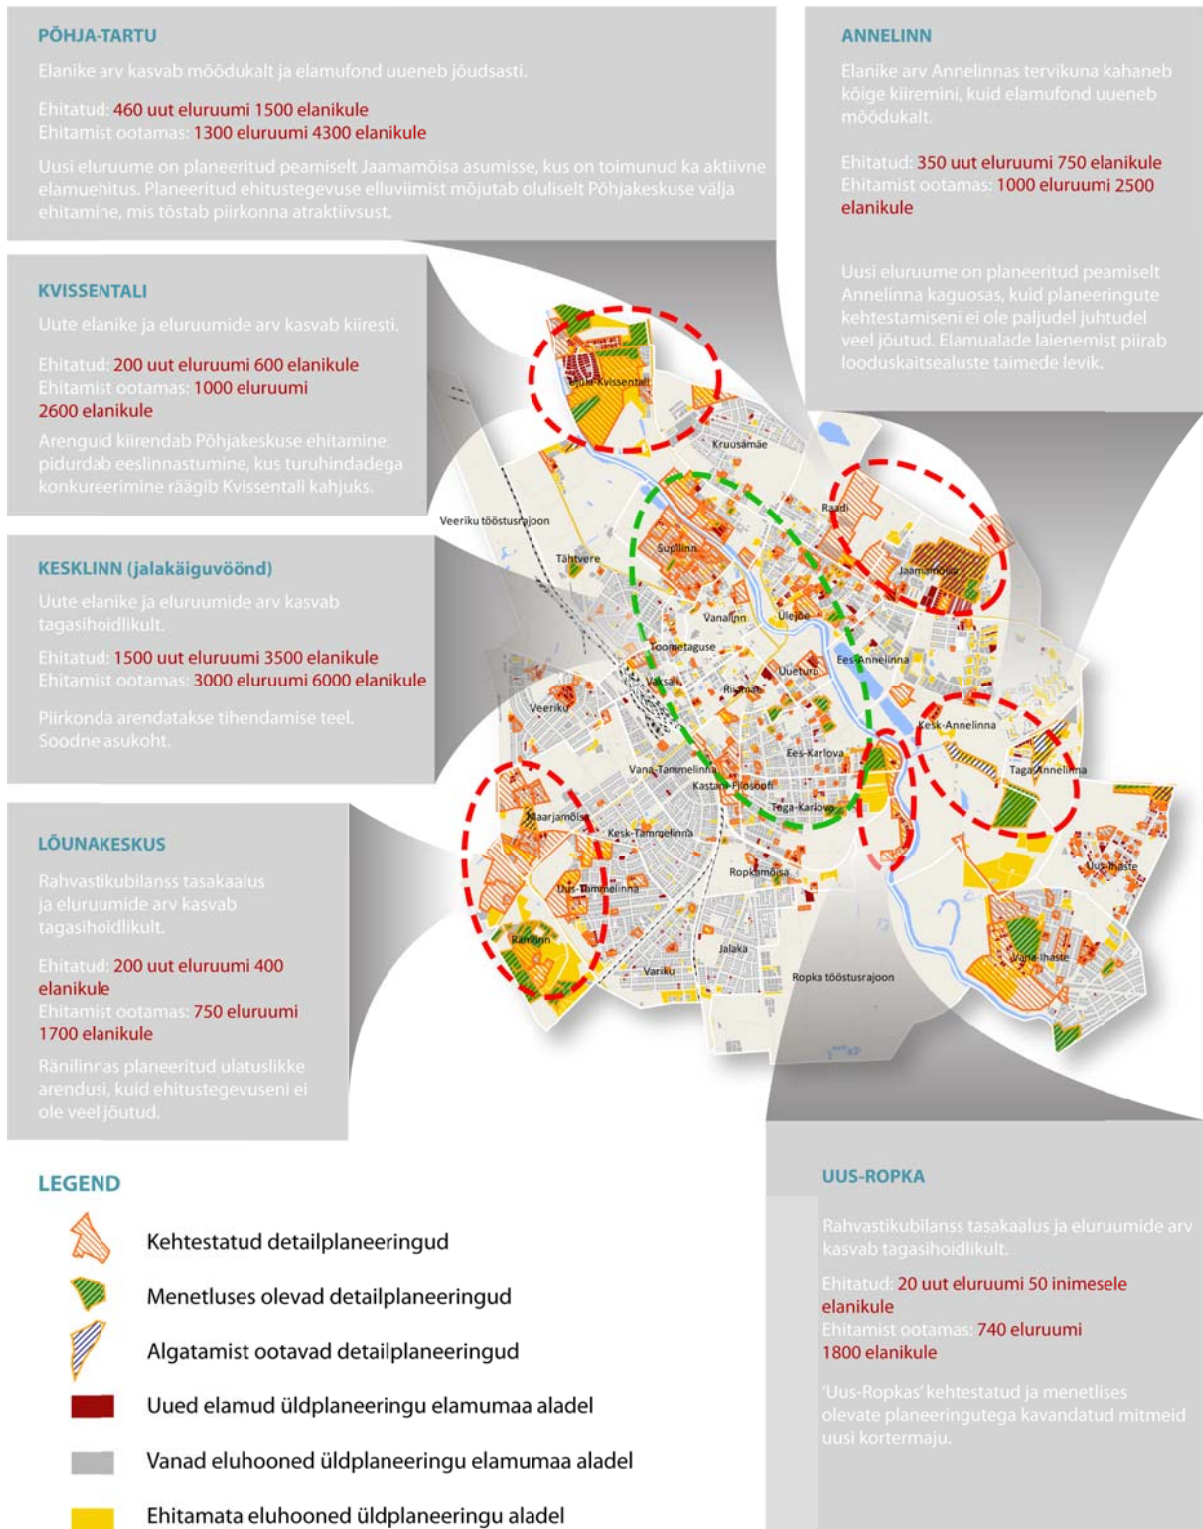 PÕHJA-TARTU
Elanike arv kasvab mõõdukalt ja elamufond uueneb jõudsasti.
Ehitatud: 460 uut eluruumi 1500 elanikule
Ehitamist ootamas: 1300 eluruumi 4300 elanikule
Uusi eluruume on planeeritud peamiselt Jaamamõisa asumisse, kus on toimunud ka aktiivne
elamuehitus. Planeeritud ehitustegevuse elluviimist mõjutab oluliselt Põhjakeskuse välja
ehitamine, mis tõstab piirkonna atraktiivsust.
ANNELINN
Elanike arv Annelinnas tervikuna kahaneb
kõige kiiremini, kuid elamufond uueneb
mõõdukalt.
Ehitatud: 350 uut eluruumi 750 elanikule
Ehitamist ootamas: 1000 eluruumi 2500
elanikule
Uusi eluruume on planeeritud peamiselt
Annelinna kaguosas, kuid planeeringute
kehtestamiseni ei ole paljudel juhtudel
veel jõutud. Elamualade laienemist piirab
looduskaitsealuste taimede levik.
KVISSENTALI
Uute elanike ja eluruumide arv kasvab kiiresti.
Ehitatud: 200 uut eluruumi 600 elanikule
Ehitamist ootamas: 1000 eluruumi
2600 elanikule
Arenguid kiirendab Põhjakeskuse ehitamine
pidurdab eeslinnastumine, kus turuhindadega
konkureerimine räägib Kvissentali kahjuks.
KESKLINN (jalakäiguvöönd)
Uute elanike ja eluruumide arv kasvab
tagasihoidlikult.
Ehitatud: 1500 uut eluruumi 3500 elanikule
Ehitamist ootamas: 3000 eluruumi 6000 elanikule
Piirkonda arendatakse tihendamise teel.
Soodne asukoht.
LÕUNAKESKUS
Rahvastikubilanss tasakaalus
ja eluruumide arv kasvab
tagasihoidlikult.
Ehitatud: 200 uut eluruumi 400
elanikule
Ehitamist ootamas: 750 eluruumi
1700 elanikule
Ränilinnas planeeritud ulatuslikke
arendusi, kuid ehitustegevuseni ei
ole veel jõutud.
Ujula-Kvissentali
Kruusamäe
Raadi
Veeriku tööstusrajoon
Tähtvere
Supilinn
Jaamamõisa
Vanalinn
Ülejõe
Toometaguse
Ees-Annelinna
Vaksali
Riiamäe
Uueturu
Veeriku
Kesk-Annelinna
Ees-Karlova
Vana-Tammelinna
Taga-Annelinna
Kastani-Filosoofi
Taga-Karlova
Maarjamõisa
Kesk-Tammelinna
Ropkamõisa
Uus-Ihaste
Uus-Tammelinna
Ränilinn
Jalaka
Vana-Ihaste
Variku
Ropka tööstusrajoon
UUS-ROPKA
Rahvastikubilanss tasakaalus ja eluruumide arv
kasvab tagasihoidlikult.
Ehitatud: 20 uut eluruumi 50 inimesele
elanikule
Ehitamist ootamas: 740 eluruumi
1800 elanikule
'Uus-Ropkas' kehtestatud ja menetlises
olevate planeeringutega kavandatud mitmeid
uusi kortermaju.
LEGEND
Kehtestatud detailplaneeringud
Menetluses olevad detailplaneeringud
Algatamist ootavad detailplaneeringud
Uued elamud üldplaneeringu elamumaa aladel
Vanad eluhooned üldplaneeringu elamumaa aladel
Ehitamata eluhooned üldplaneeringu aladel